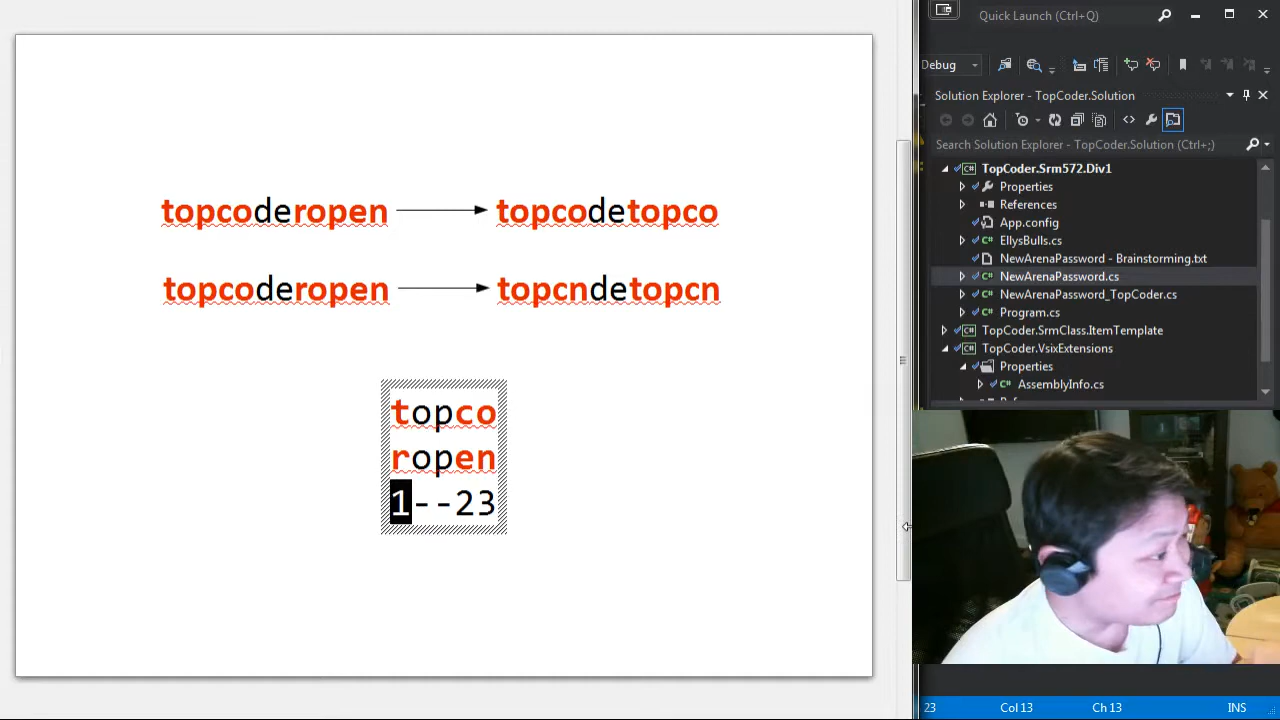 topcoderopen topcodetopco
topcoderopen topcndetopcn
topco
ropen
1--23
Quick Launch (Ctrl+Q)
Debug
Solution Explorer - TopCoder.Solution
Search Solution Explorer - TopCoder.Solution (Ctrl+;)
TopCoder.Srm572.Div1
Properties
References
App.config
EllysBulls.cs
NewArenaPassword - Brainstorming.txt
NewArenaPassword.cs
NewArenaPassword_TopCoder.cs
Program.cs
TopCoder.SrmClass.ItemTemplate
TopCoder.VsixExtensions
Properties
AssemblyInfo.cs
23 Col 13 Ch 13 INS